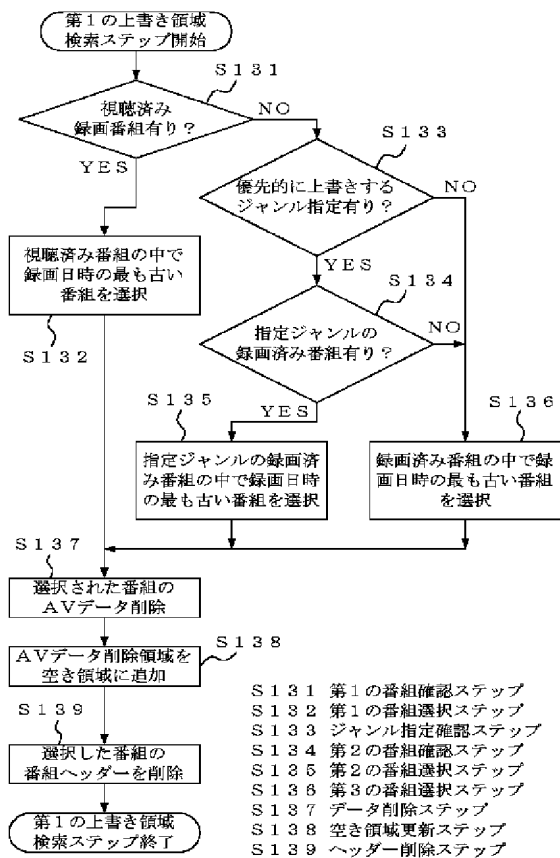 第1の上書き領域
検索ステップ開始
S131
視聴済み
録画番組有り？
NO
YES
S133
優先的に上書きする
ジャンル指定有り？
NO
YES
視聴済み番組の中で
録画日時の最も古い
番組を選択
S132
S134
指定ジャンルの
録画済み番組有り？
NO
YES
S135
指定ジャンルの録画済
み番組の中で録画日時
の最も古い番組を選択
S136
録画済み番組の中で録
画日時の最も古い番組
を選択
S137
選択された番組の
AVデータ削除
S138
AVデータ削除領域を
空き領域に追加
S139
選択した番組の
番組ヘッダーを削除
第1の上書き領域
検索ステップ終了
S131 第1の番組確認ステップ
S132 第1の番組選択ステップ
S133 ジャンル指定確認ステップ
S134 第2の番組確認ステップ
S135 第2の番組選択ステップ
S136 第3の番組選択ステップ
S137 データ削除ステップ
S138 空き領域更新ステップ
S139 ヘッダー削除ステップ